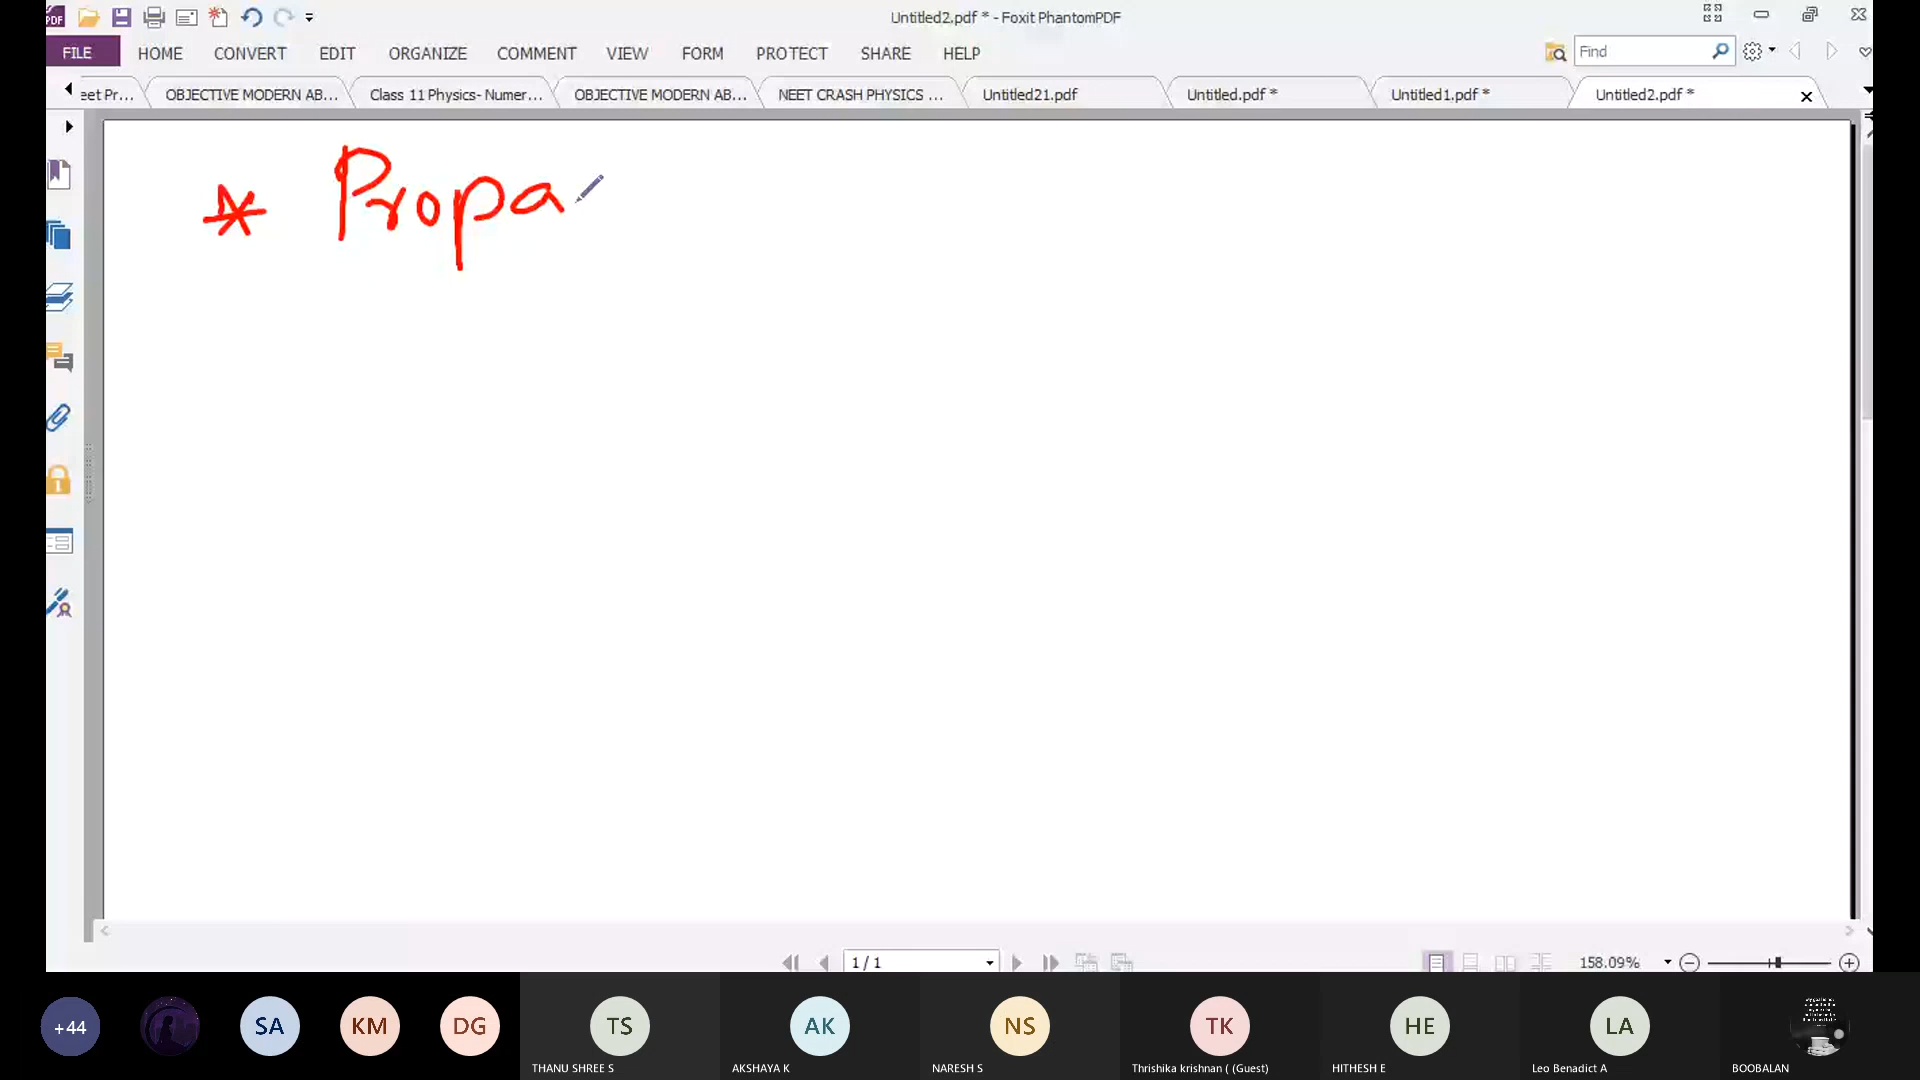 Untitled2.pdf * - Foxit PhantomPDF
FILE HOME CONVERT EDIT ORGANIZE COMMENT VIEW FORM PROTECT SHARE HELP Find
eet Pr... OBJECTIVE MODERN AB... Class 11 Physics- Numer... OBJECTIVE MODERN AB... NEET CRASH PHYSICS ... Untitled21.pdf Untitled.pdf * Untitled1.pdf * Untitled2.pdf *
* Propa
1 / 1 158.09%
+44 SA KM DG TS AK NS TK HE LA
THANU SHREE S AKSHAYA K NARESH S Thrishika krishnan ( (Guest) HITHESH E Leo Benadict A BOOBALAN